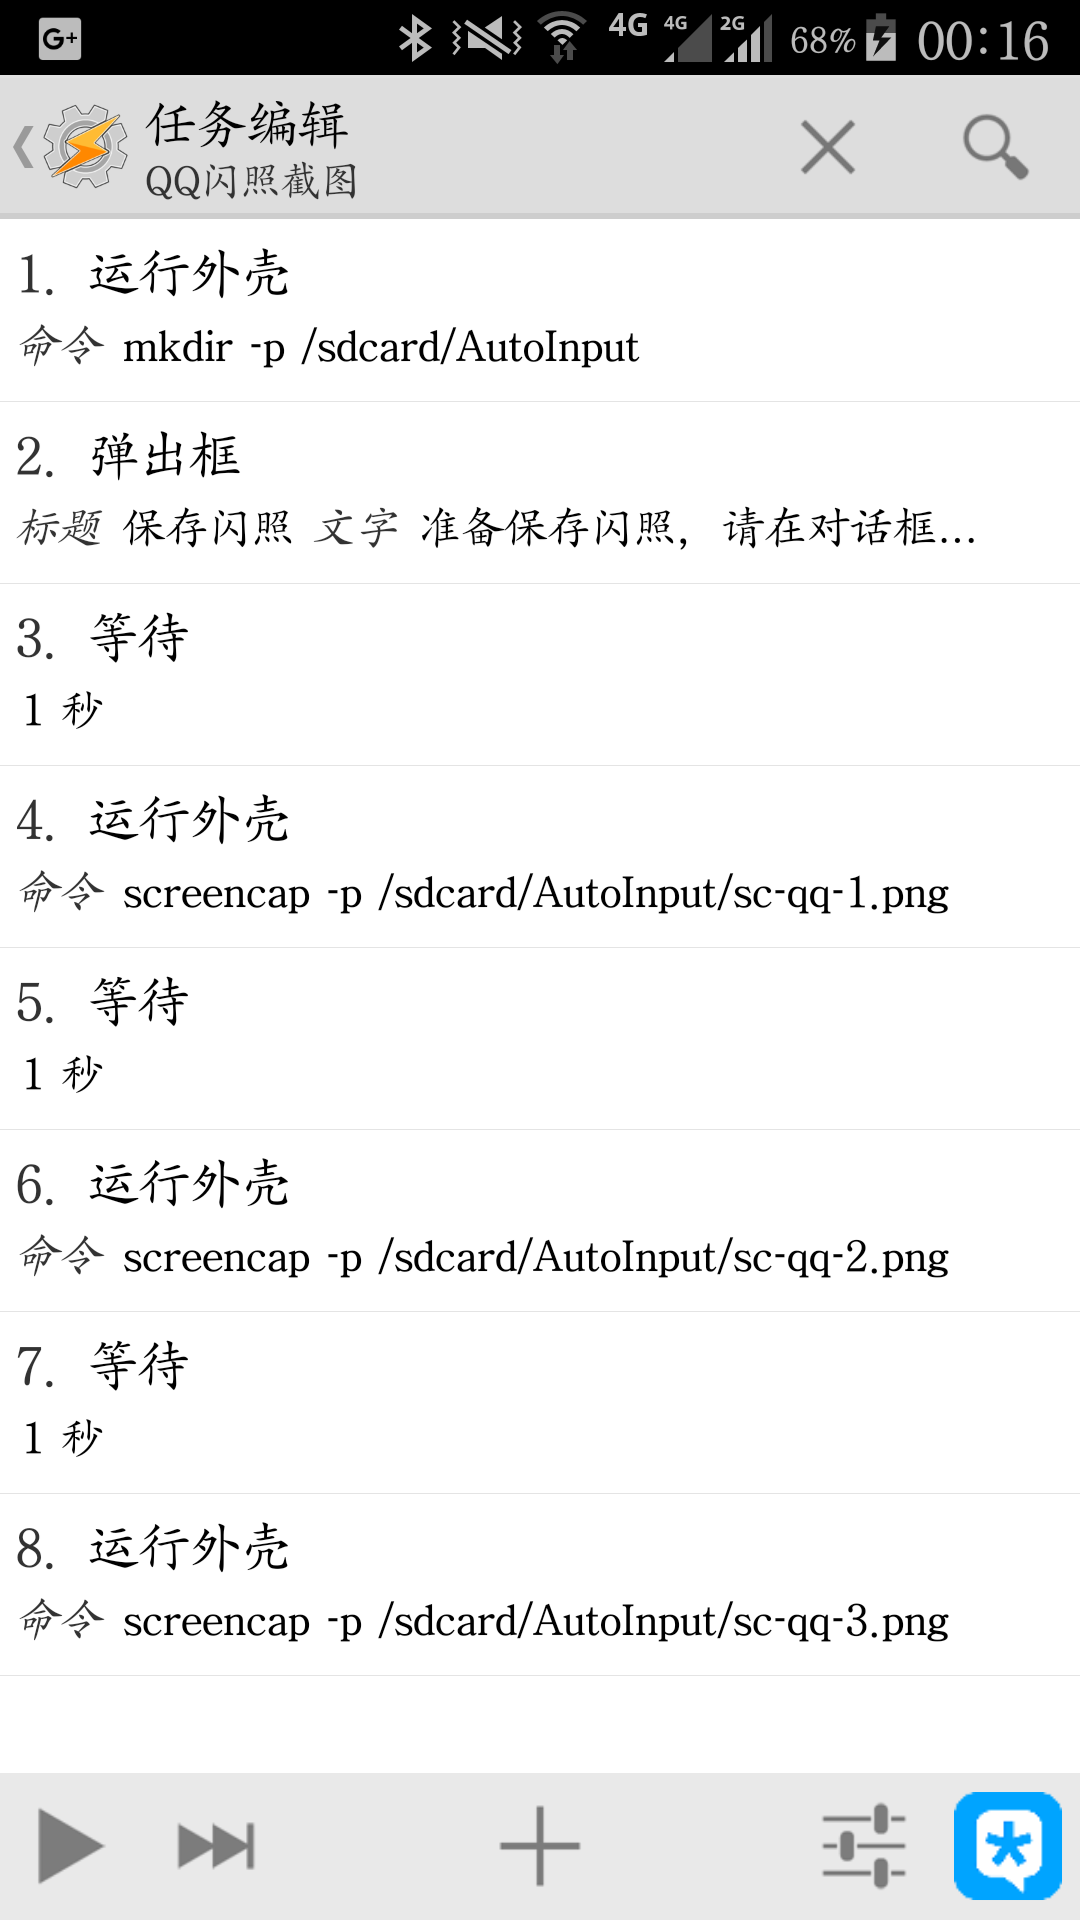 G+ 4G 4G 2G 68% 00:16
任务编辑
QQ闪照截图
1. 运行外壳
命令 mkdir -p /sdcard/AutoInput
2. 弹出框
标题 保存闪照 文字 准备保存闪照，请在对话框...
3. 等待
1 秒
4. 运行外壳
命令 screencap -p /sdcard/AutoInput/sc-qq-1.png
5. 等待
1 秒
6. 运行外壳
命令 screencap -p /sdcard/AutoInput/sc-qq-2.png
7. 等待
1 秒
8. 运行外壳
命令 screencap -p /sdcard/AutoInput/sc-qq-3.png